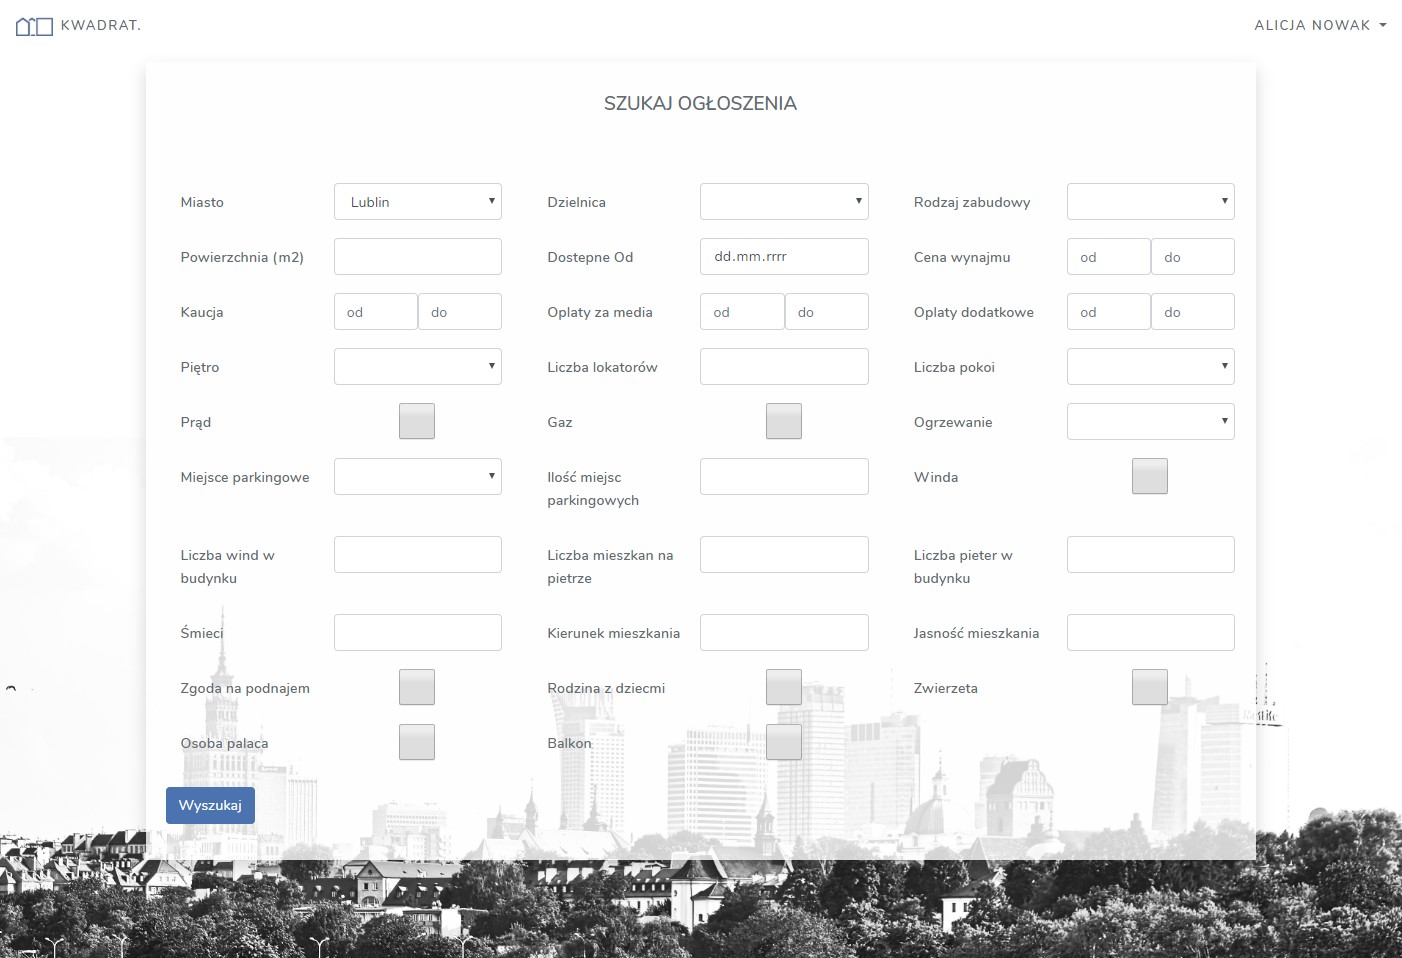 KWADRAT.
ALICJA NOWAK
SZUKAJ OGŁOSZENIA
Miasto
Lublin
Dzielnica
Rodzaj zabudowy
Powierzchnia (m2)
Dostepne Od
dd.mm.rrrr
Cena wynajmu
od
do
Kaucja
od
do
Oplaty za media
od
do
Oplaty dodatkowe
od
do
Piętro
Liczba lokatorów
Liczba pokoi
Prąd
Gaz
Ogrzewanie
Miejsce parkingowe
Ilość miejsc
parkingowych
Winda
Liczba wind w
budynku
Liczba mieszkan na
pietrze
Liczba pieter w
budynku
Śmieci
Kierunek mieszkania
Jasność mieszkania
Zgoda na podnajem
Rodzina z dziecmi
Zwierzeta
Osoba palaca
Balkon
Wyszukaj